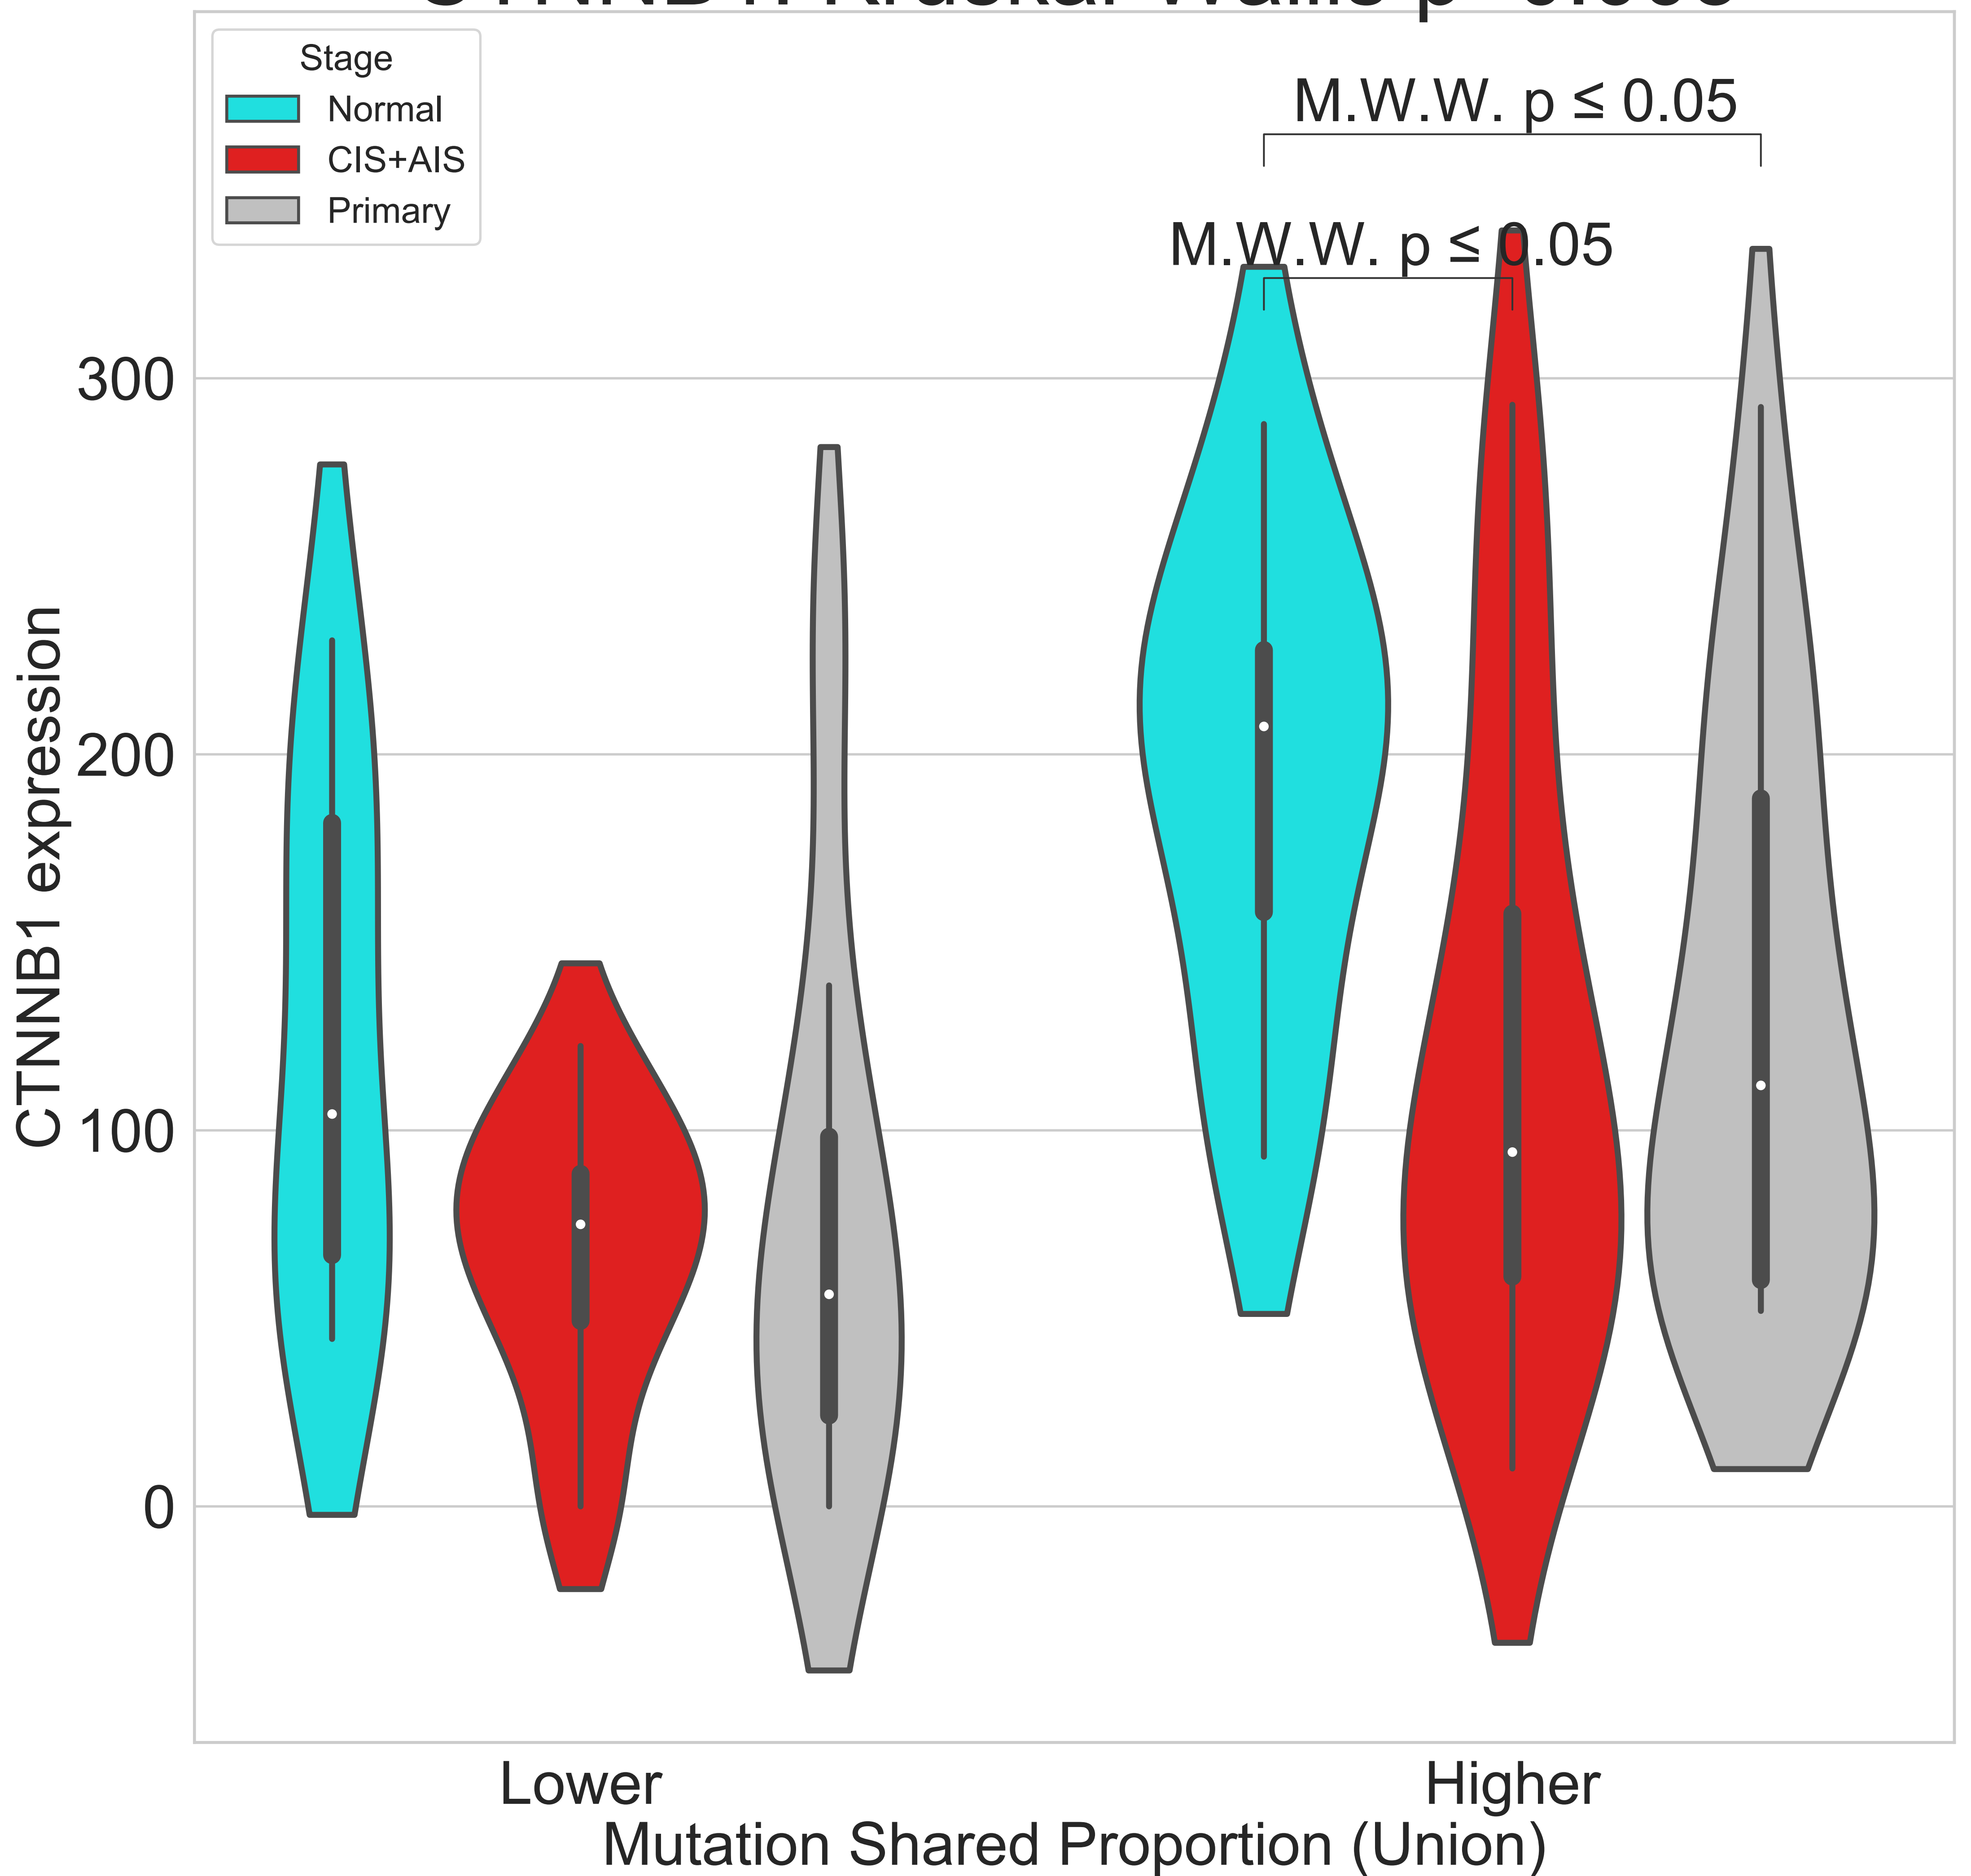 Stage
Normal
CIS+AIS
Primary
M.W.W. p ≤ 0.05
M.W.W. p ≤ 0.05
300
200
100
0
CTNNB1 expression
Lower
Higher
Mutation Shared Proportion (Union)